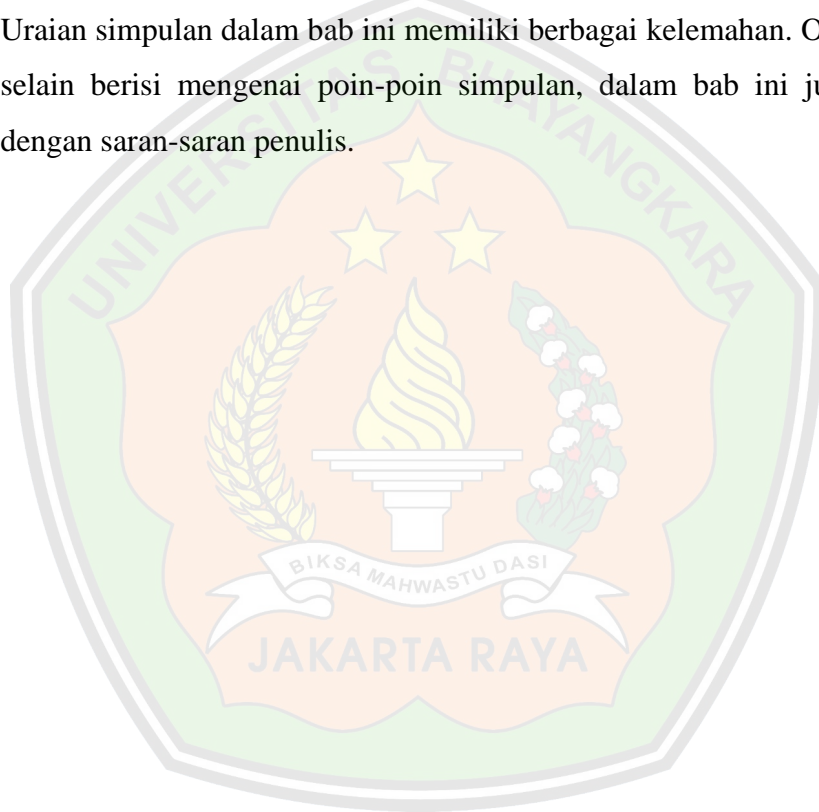 Uraian simpulan dalam bab ini memiliki berbagai kelemahan.
selain berisi mengenai poin-poin simpulan, dalam bab ini
dengan saran-saran penulis.
UNIVERSITAS BHAYANGKARA
BIKSA MAHWASTU DASI
JAKARTA RAYA